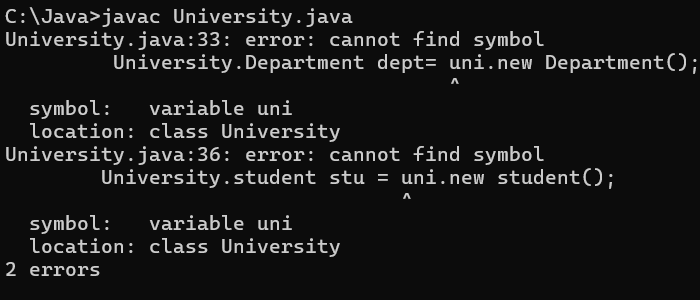 C:\Java>javac University.java
University.java:33: error: cannot find symbol
         University.Department dept= uni.new Department();
                                     ^
  symbol:   variable uni
  location: class University
University.java:36: error: cannot find symbol
        University.student stu = uni.new student();
                                 ^
  symbol:   variable uni
  location: class University
2 errors